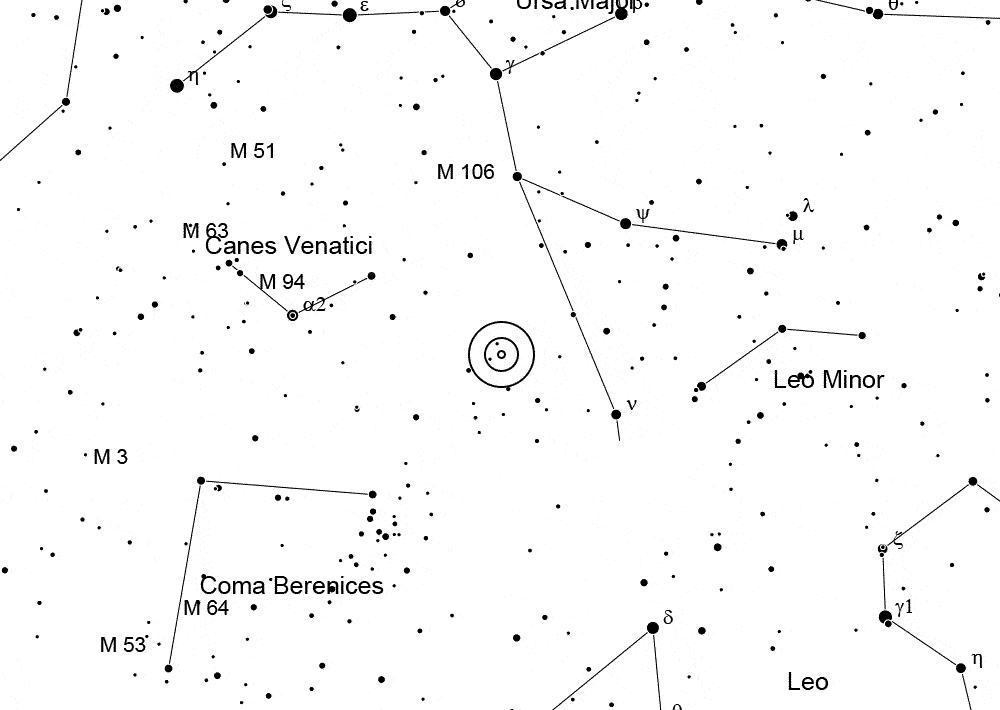 ζ
ε
δ
Ursa Major
β
θ
γ
η
M 51
M 106
λ
ψ
μ
M 63
Canes Venatici
M 94
α2
Leo Minor
ν
M 3
ζ
Coma Berenices
M 64
γ1
δ
M 53
η
Leo
θ